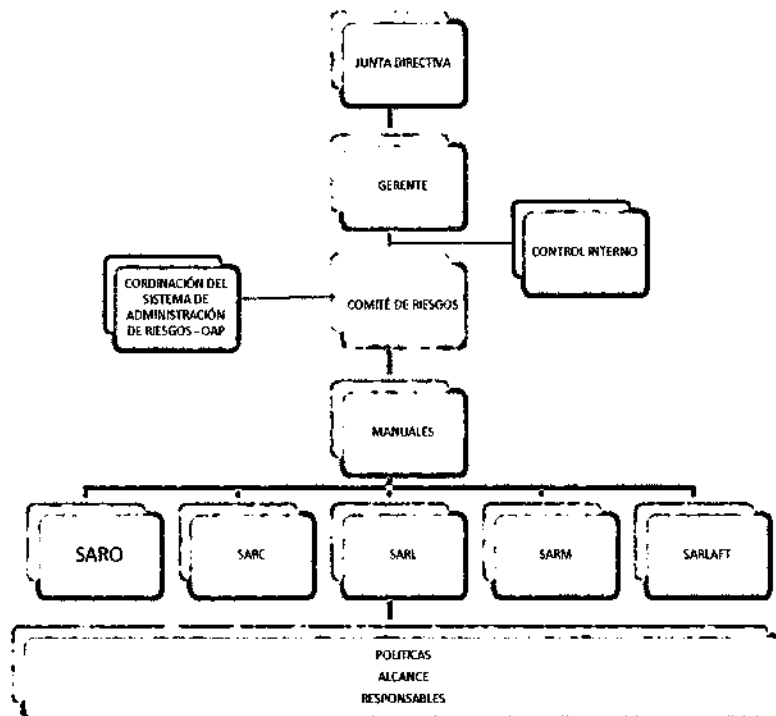 JUNTA DIRECTIVA
GERENTE
CONTROL INTERNO
CORDINACIÓN DEL
SISTEMA DE
ADMINISTRACIÓN
DE RIESGOS - OAP
COMITÉ DE RIESGOS
MANUALES
SARO
SARC
SARL
SARM
SARLAFT
POLITICAS
ALCANCE
RESPONSABLES